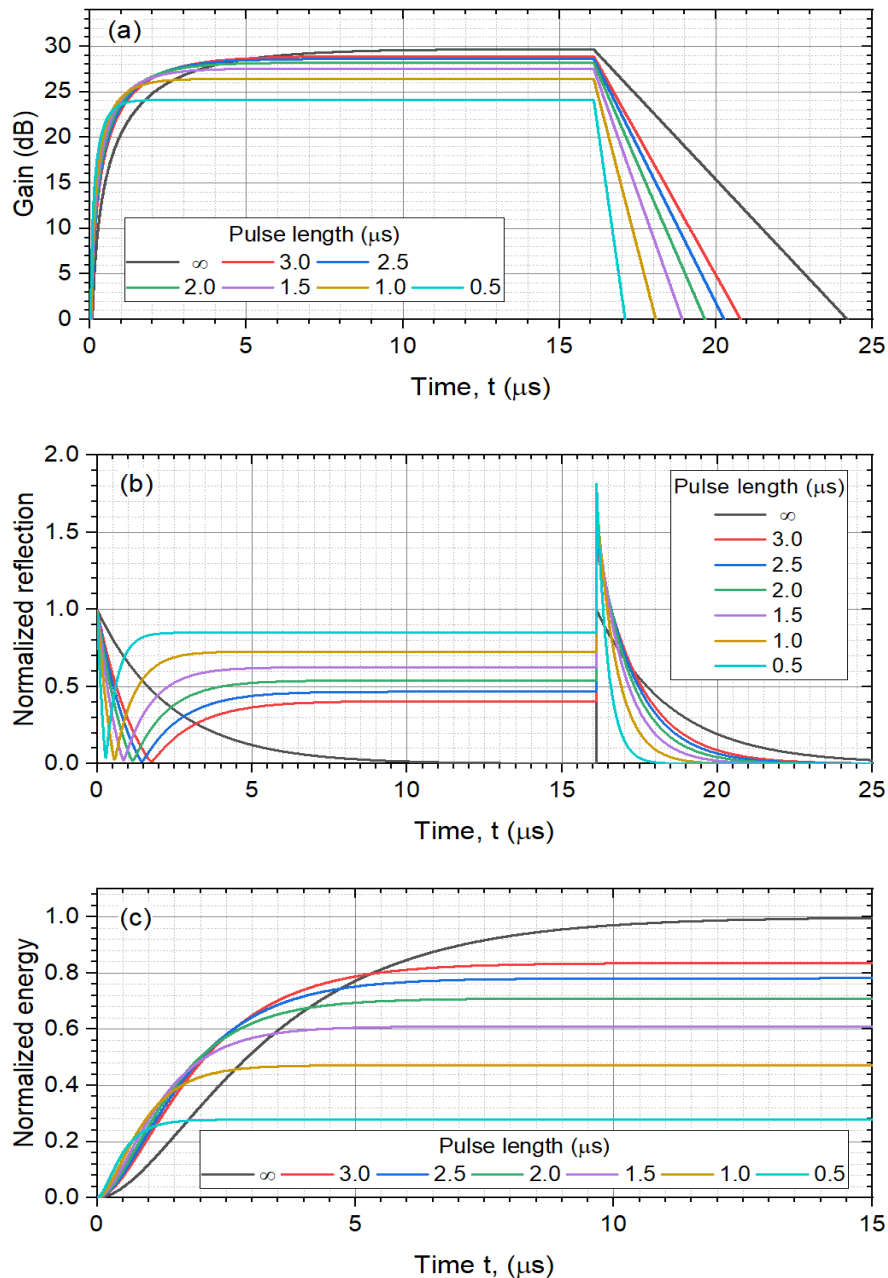 (a)
30
25
20
15
10
5
0
Gain (dB)
Pulse length (μs)
∞ 3.0 2.5
2.0 1.5 1.0 0.5
0 5 10 15 20 25
Time, t (μs)
(b)
2.0
1.5
1.0
0.5
0.0
Normalized reflection
Pulse length (μs)
∞
3.0
2.5
2.0
1.5
1.0
0.5
0 5 10 15 20 25
Time, t (μs)
(c)
1.0
0.8
0.6
0.4
0.2
0.0
Normalized energy
Pulse length (μs)
∞ 3.0 2.5 2.0 1.5 1.0 0.5
0 5 10 15
Time t, (μs)